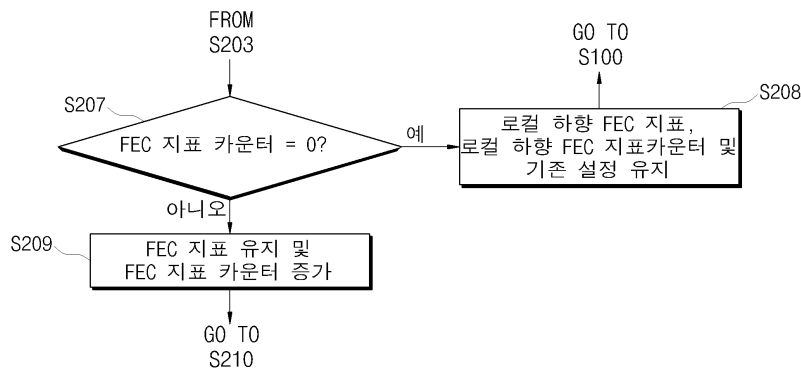 FROM
S203
GO TO
S100
S207
S208
FEC 지표 카운터 = 0?
예
로컬 하향 FEC 지표,
로컬 하향 FEC 지표카운터 및
기존 설정 유지
아니오
S209
FEC 지표 유지 및
FEC 지표 카운터 증가
GO TO
S210